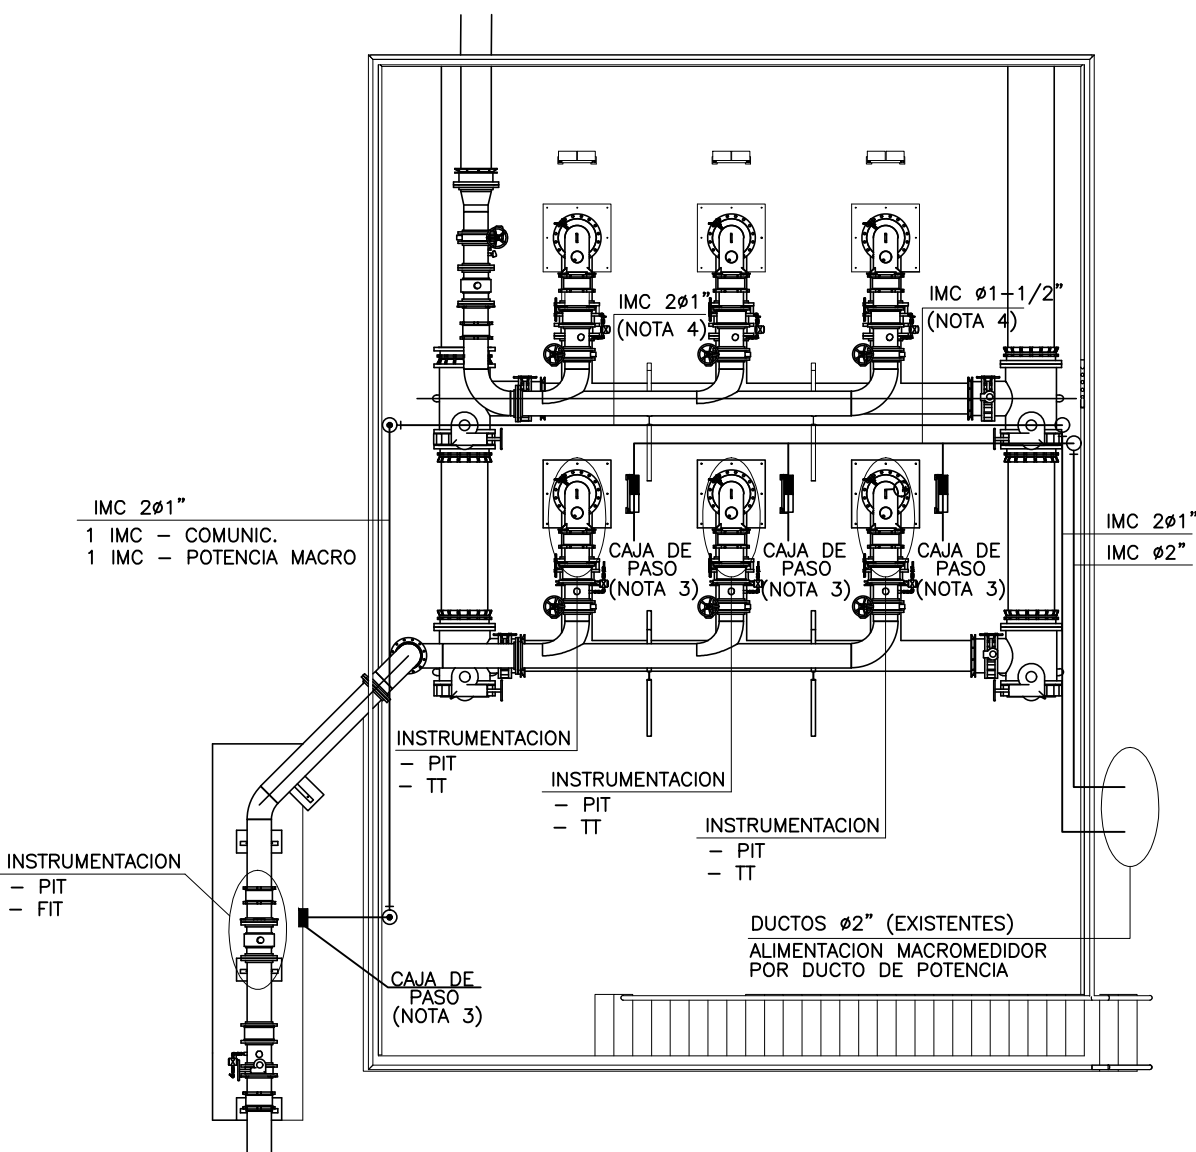 IMC 2ø1”
(NOTA 4)
IMC ø1-1/2”
(NOTA 4)
IMC 2ø1”
1 IMC – COMUNIC.
1 IMC – POTENCIA MACRO
IMC 2ø1”
IMC ø2”
CAJA DE
PASO
(NOTA 3)
CAJA DE
PASO
(NOTA 3)
CAJA DE
PASO
(NOTA 3)
INSTRUMENTACION
– PIT
– TT
INSTRUMENTACION
– PIT
– TT
INSTRUMENTACION
– PIT
– TT
INSTRUMENTACION
– PIT
– FIT
DUCTOS ø2” (EXISTENTES)
ALIMENTACION MACROMEDIDOR
POR DUCTO DE POTENCIA
CAJA DE
PASO
(NOTA 3)